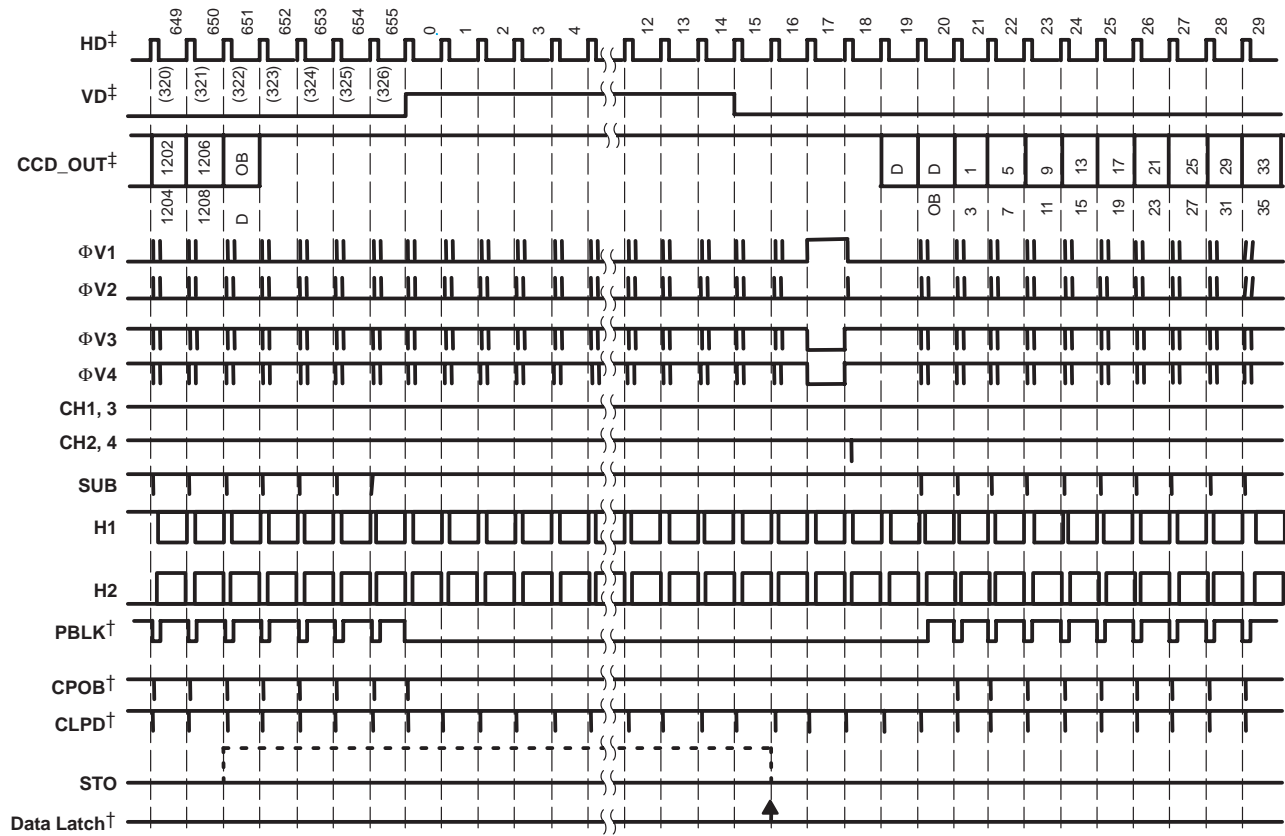 649 650 651 652 653 654 655 0 1 2 3 4 12 13 14 15 16 17 18 19 20 21 22 23 24 25 26 27 28 29
HD‡
(320) (321) (322) (323) (324) (325) (326)
VD‡
CCD_OUT‡
1202 1206 OB D D 1 5 9 13 17 21 25 29 33
1204 1208 D OB 3 7 11 15 19 23 27 31 35
ΦV1
ΦV2
ΦV3
ΦV4
CH1, 3
CH2, 4
SUB
H1
H2
PBLK†
CPOB†
CLPD†
STO
Data Latch†